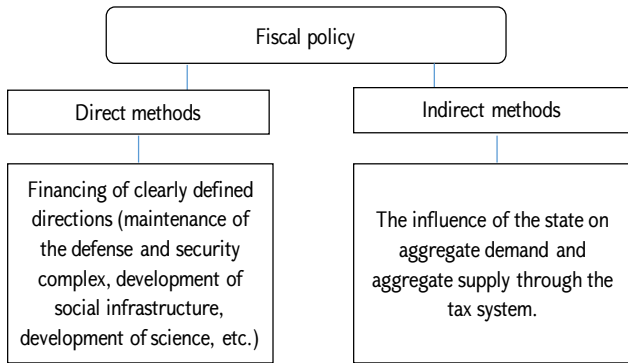 Fiscal policy
Direct methods
Indirect methods
Financing of clearly defined
directions (maintenance of
the defense and security
complex, development of
social infrastructure,
development of science, etc.)
The influence of the state on
aggregate demand and
aggregate supply through the
tax system.